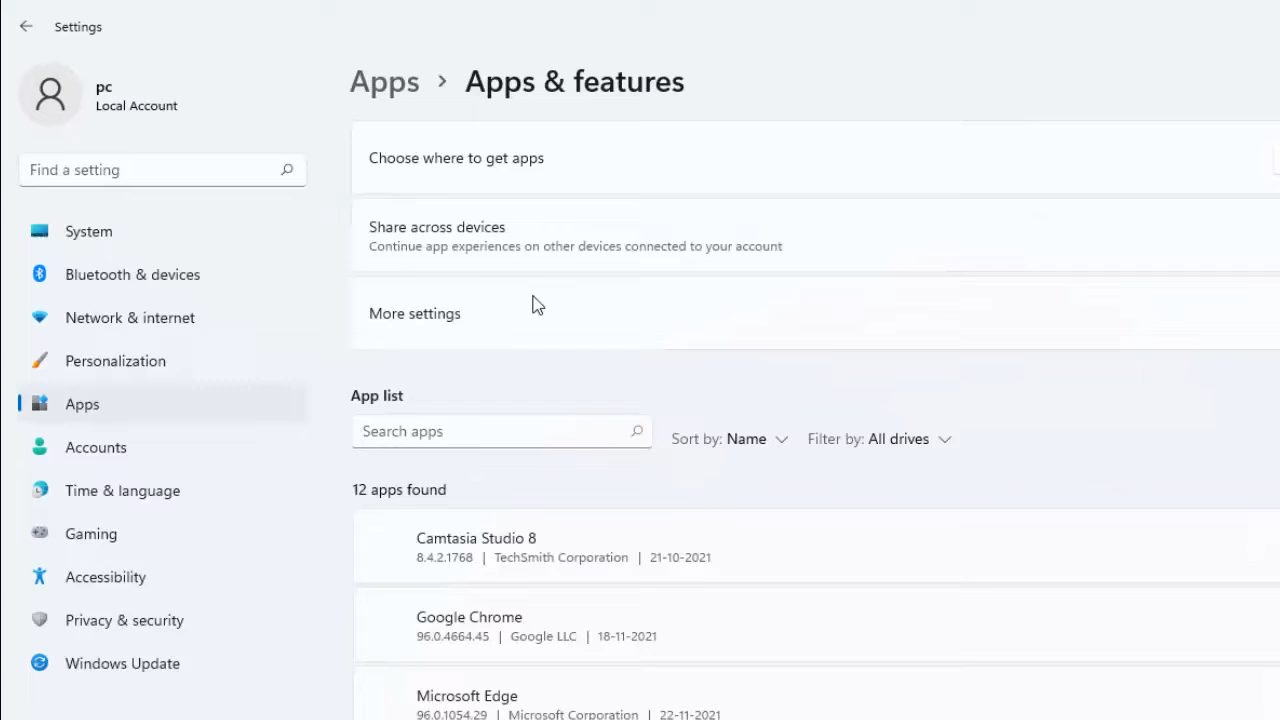 Settings
pc
Local Account
Find a setting
System
Bluetooth & devices
Network & internet
Personalization
Apps
Accounts
Time & language
Gaming
Accessibility
Privacy & security
Windows Update
Apps > Apps & features
Choose where to get apps
Share across devices
Continue app experiences on other devices connected to your account
More settings
App list
Search apps
Sort by: Name
Filter by: All drives
12 apps found
Camtasia Studio 8
8.4.2.1768 | TechSmith Corporation | 21-10-2021
Google Chrome
96.0.4664.45 | Google LLC | 18-11-2021
Microsoft Edge
96.0.1054.29 | Microsoft Corporation | 22-11-2021